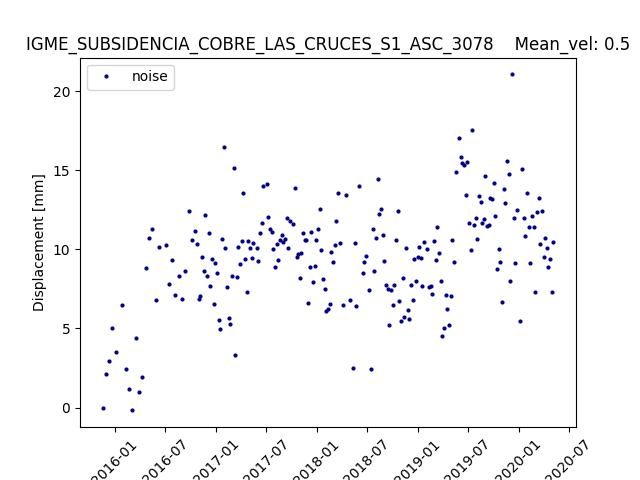 IGME_SUBSIDENCIA_COBRE_LAS_CRUCES_S1_ASC_3078 Mean_vel: 0.5
noise
Displacement [mm]
20
15
10
5
0
2016-01 2016-07 2017-01 2017-07 2018-01 2018-07 2019-01 2019-07 2020-01 2020-07